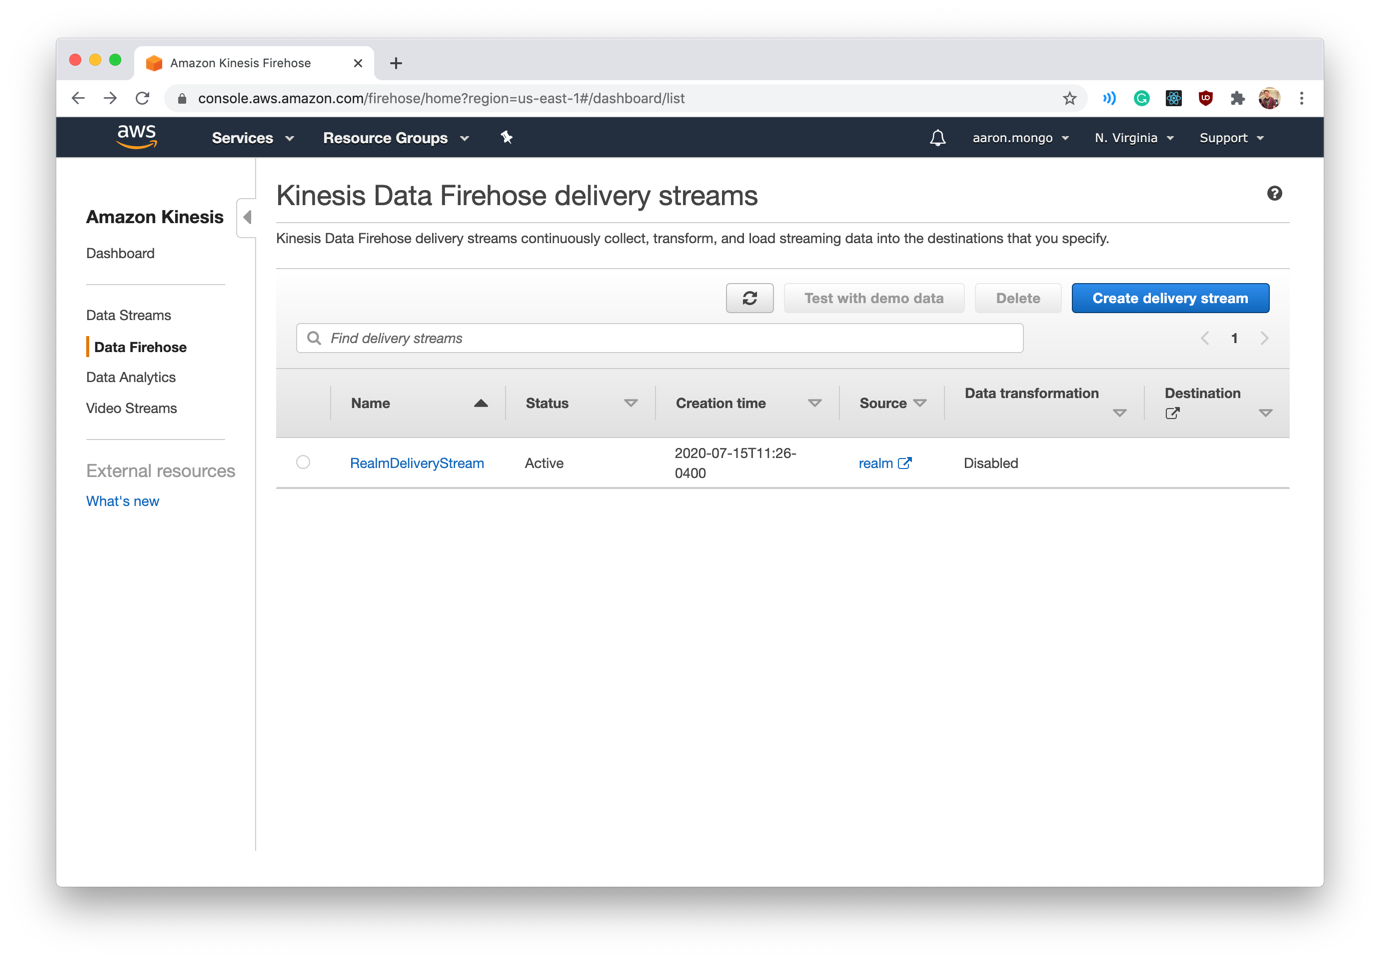 Amazon Kinesis Firehose
console.aws.amazon.com/firehose/home?region=us-east-1#/dashboard/list
aws
Services
Resource Groups
aaron.mongo
N. Virginia
Support
Amazon Kinesis
Dashboard
Data Streams
Data Firehose
Data Analytics
Video Streams
External resources
What's new
Kinesis Data Firehose delivery streams
Kinesis Data Firehose delivery streams continuously collect, transform, and load streaming data into the destinations that you specify.
Test with demo data
Delete
Create delivery stream
Find delivery streams
1
Name
Status
Creation time
Source
Data transformation
Destination
RealmDeliveryStream
Active
2020-07-15T11:26-
0400
realm
Disabled